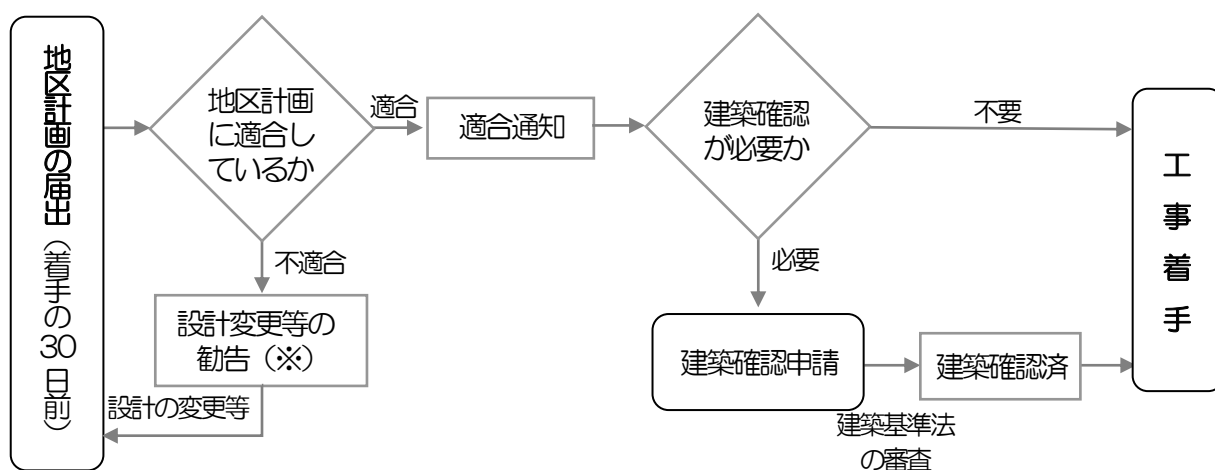 地区計画の届出（着手の30日前）
地区計画
に適合し
ているか
適合
適合通知
建築確認
が必要か
不要
工事着手
不適合
必要
設計変更等の
勧告（※）
設計の変更等
建築確認申請
建築確認済
建築基準法
の審査